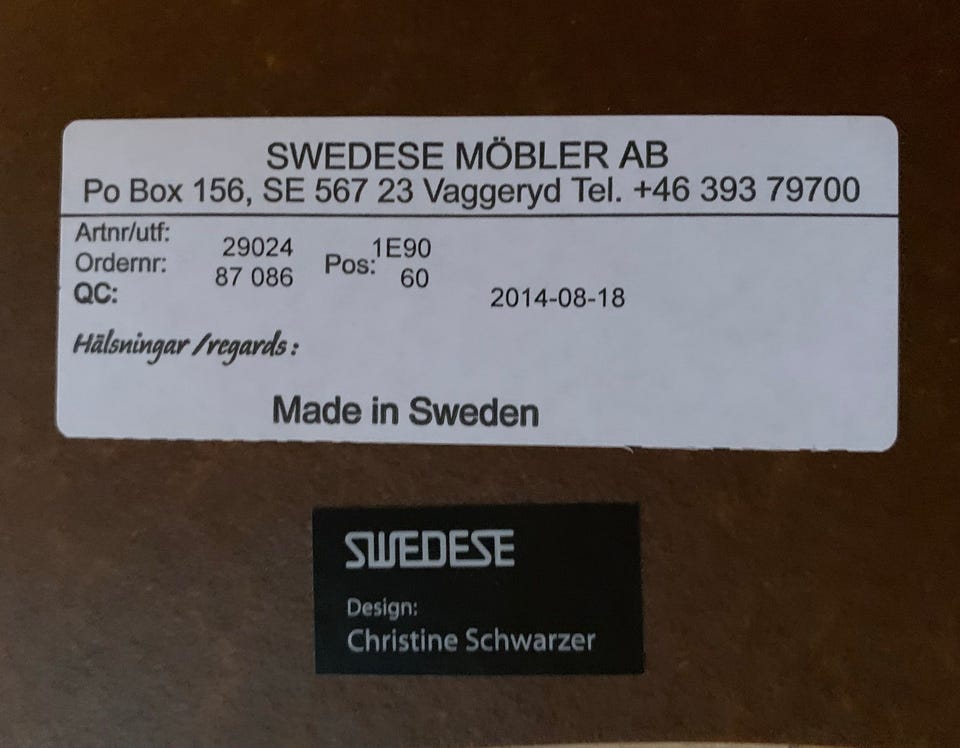 SWEDESE MÖBLER AB
Po Box 156, SE 567 23 Vaggeryd Tel. +46 393 79700
Artnr/utf: 29024 1E90
Ordernr: 87 086 Pos: 60
QC: 2014-08-18
Hälsningar /regards :
Made in Sweden
SWEDESE
Design:
Christine Schwarzer